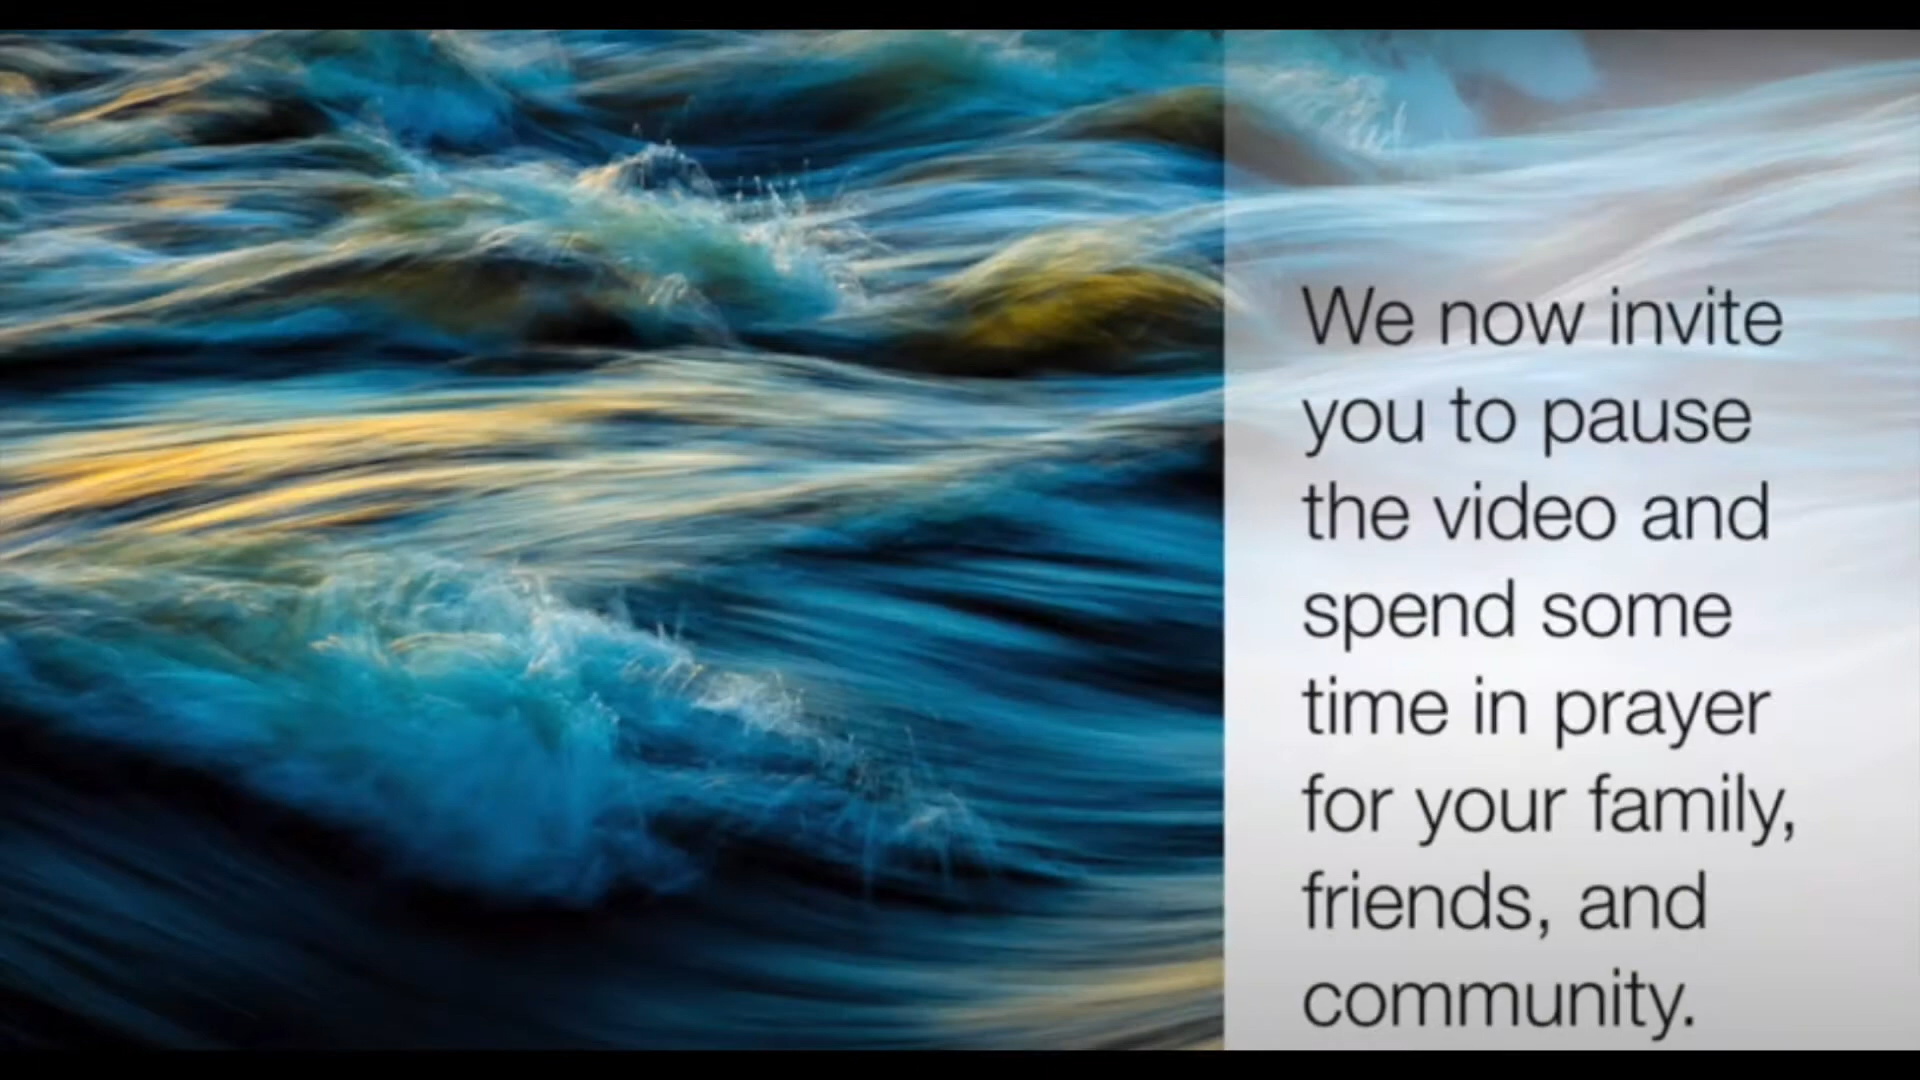 We now invite
you to pause
the video and
spend some
time in prayer
for your family,
friends, and
community.